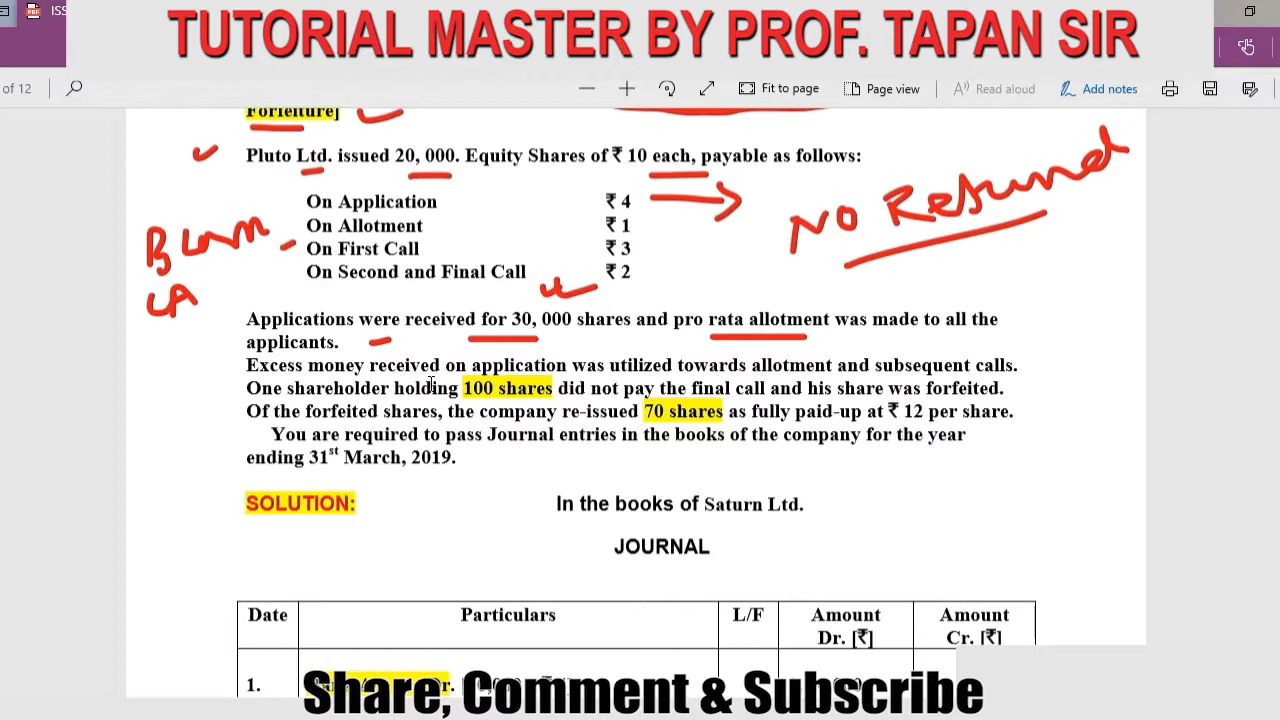 ISS
TUTORIAL MASTER BY PROF. TAPAN SIR
of 12
Fit to page
Page view
Read aloud
Add notes
Forfeiture]
Pluto Ltd. issued 20, 000. Equity Shares of ₹ 10 each, payable as follows:
On Application ₹ 4
NO Refund
On Allotment ₹ 1
On First Call ₹ 3
On Second and Final Call ₹ 2
Applications were received for 30, 000 shares and pro rata allotment was made to all the
applicants.
Excess money received on application was utilized towards allotment and subsequent calls.
One shareholder holding 100 shares did not pay the final call and his share was forfeited.
Of the forfeited shares, the company re-issued 70 shares as fully paid-up at ₹ 12 per share.
You are required to pass Journal entries in the books of the company for the year
ending 31st March, 2019.
SOLUTION: In the books of Saturn Ltd.
JOURNAL
Date Particulars L/F Amount Dr. [₹] Amount Cr. [₹]
1.
Share, Comment & Subscribe